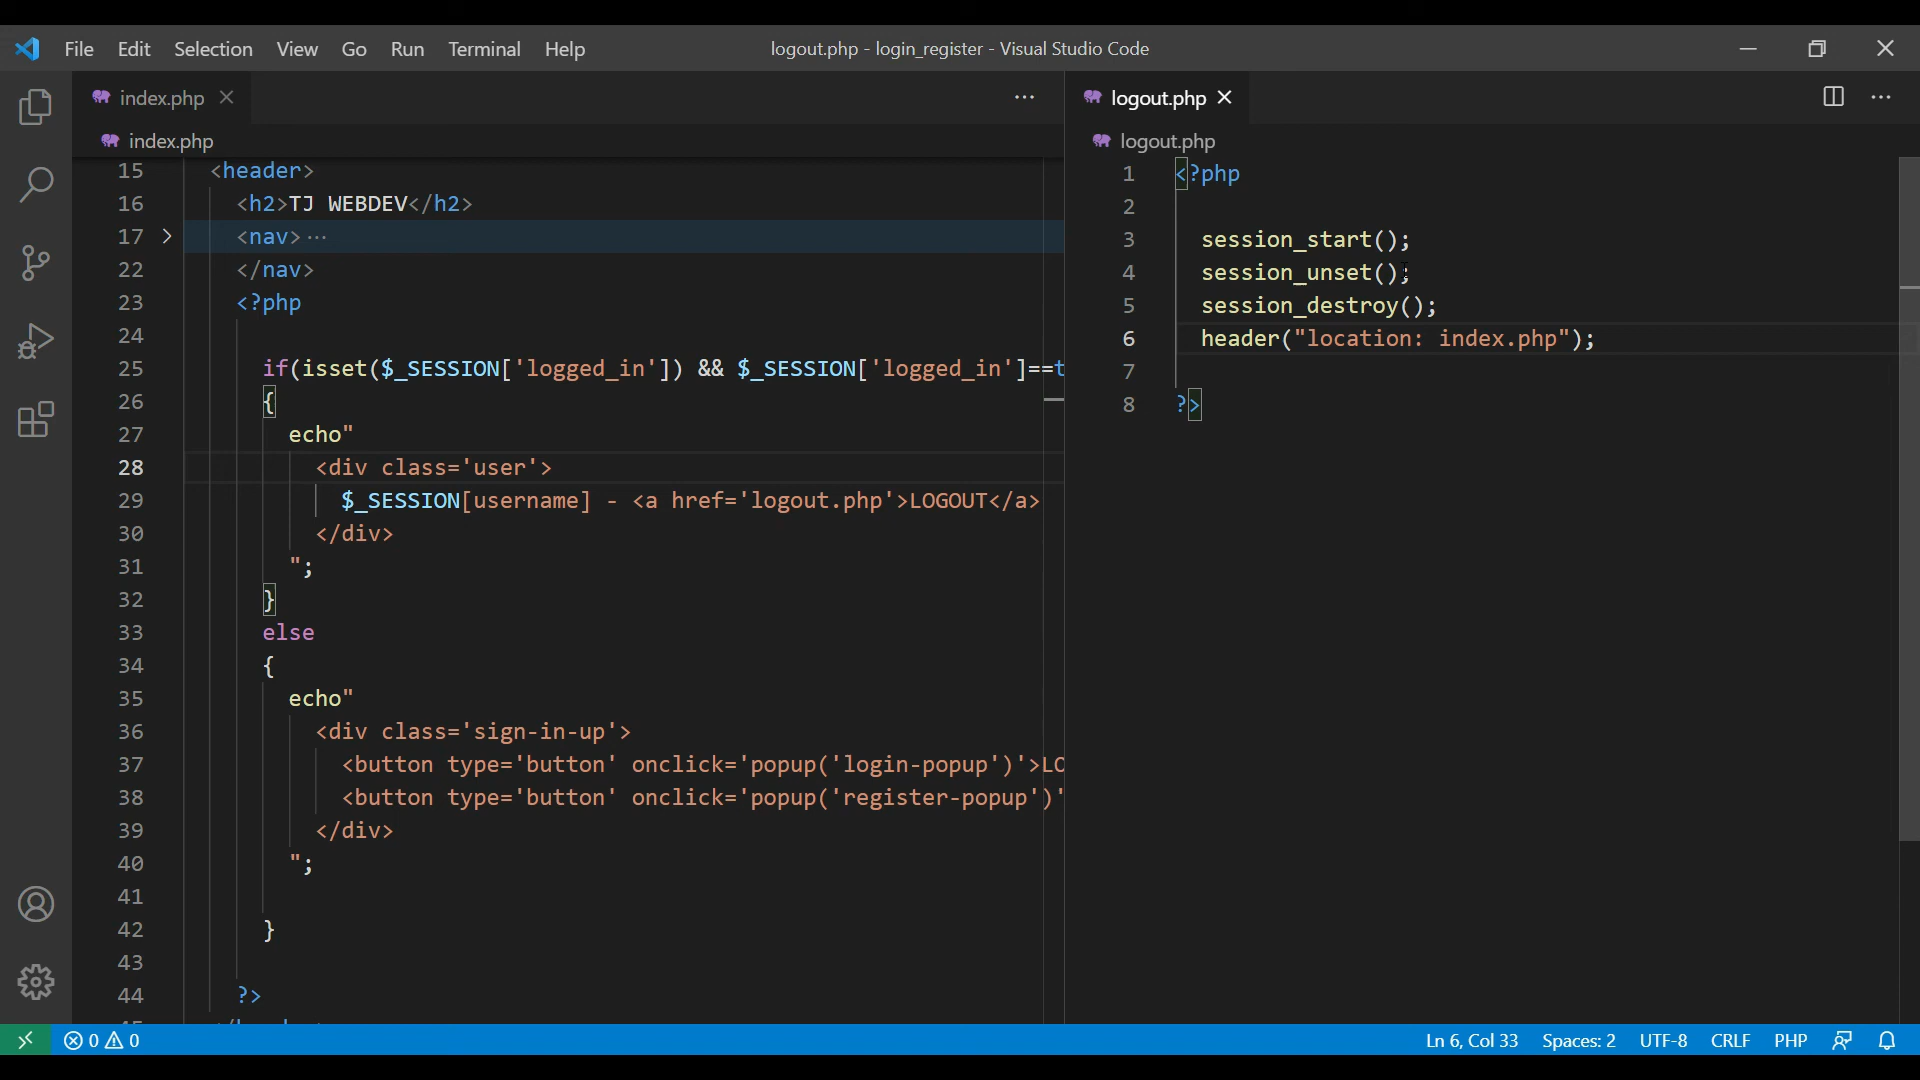 File Edit Selection View Go Run Terminal Help logout.php - login_register - Visual Studio Code
index.php
index.php
15 <header>
16 <h2>TJ WEBDEV</h2>
17 <nav>…
22 </nav>
23 <?php
24
25 if(isset($_SESSION['logged_in']) && $_SESSION['logged_in']==t
26 {
27 echo"
28 <div class='user'>
29 $_SESSION[username] - <a href='logout.php'>LOGOUT</a>
30 </div>
31 ";
32 }
33 else
34 {
35 echo"
36 <div class='sign-in-up'>
37 <button type='button' onclick='popup('login-popup')'>LO
38 <button type='button' onclick='popup('register-popup')'
39 </div>
40 ";
41
42 }
43
44 ?>
logout.php
logout.php
1 <?php
2
3 session_start();
4 session_unset();
5 session_destroy();
6 header("location: index.php");
7
8 ?>
0 0 Ln 6, Col 33 Spaces: 2 UTF-8 CRLF PHP